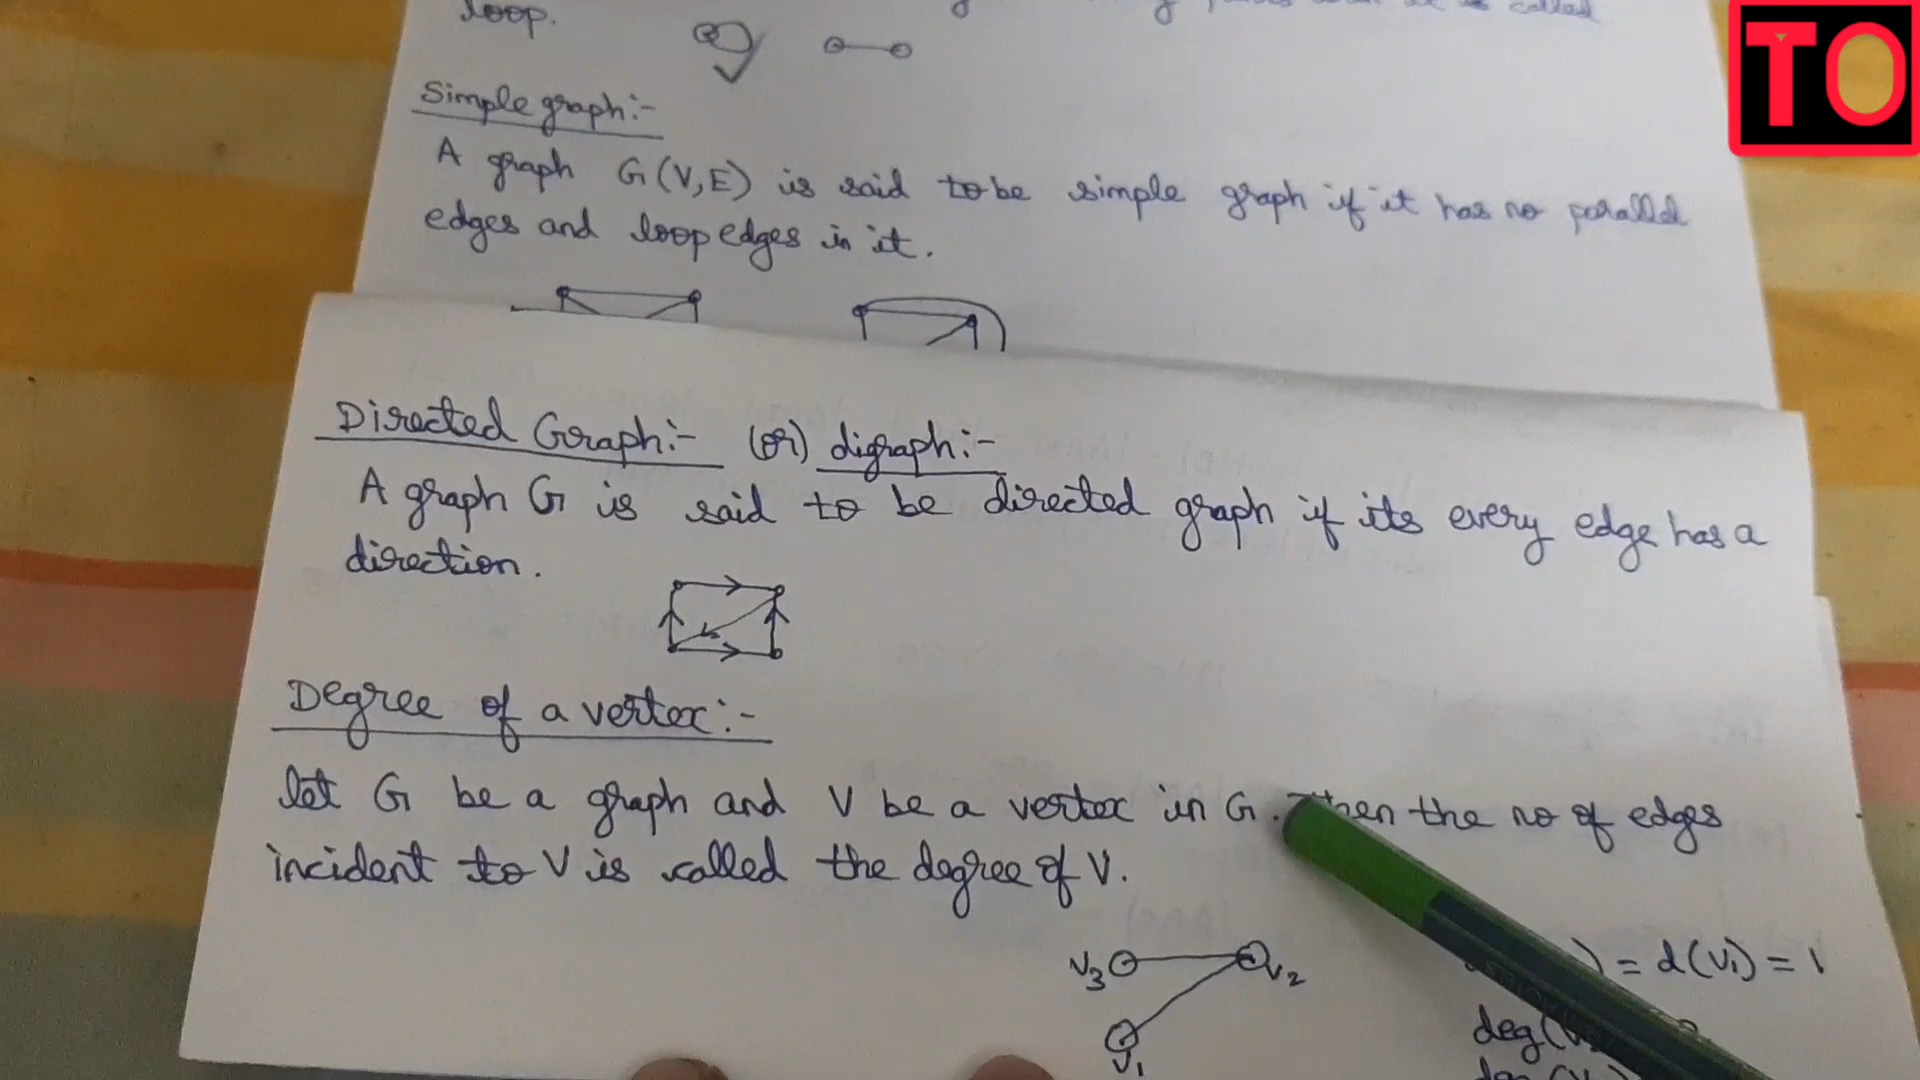 loop. it is called
TO
Simple graph:-
A graph G(V,E) is said to be simple graph if it has no parallel
edges and loop edges in it.
Directed Graph:- (or) digraph:-
A graph G is said to be directed graph if its every edge has a
direction.
Degree of a vertex:-
let G be a graph and V be a vertex in G. Then the no of edges
incident to V is called the degree of V.
V3 V2 ) = d(V1) = 1
V1 deg(V